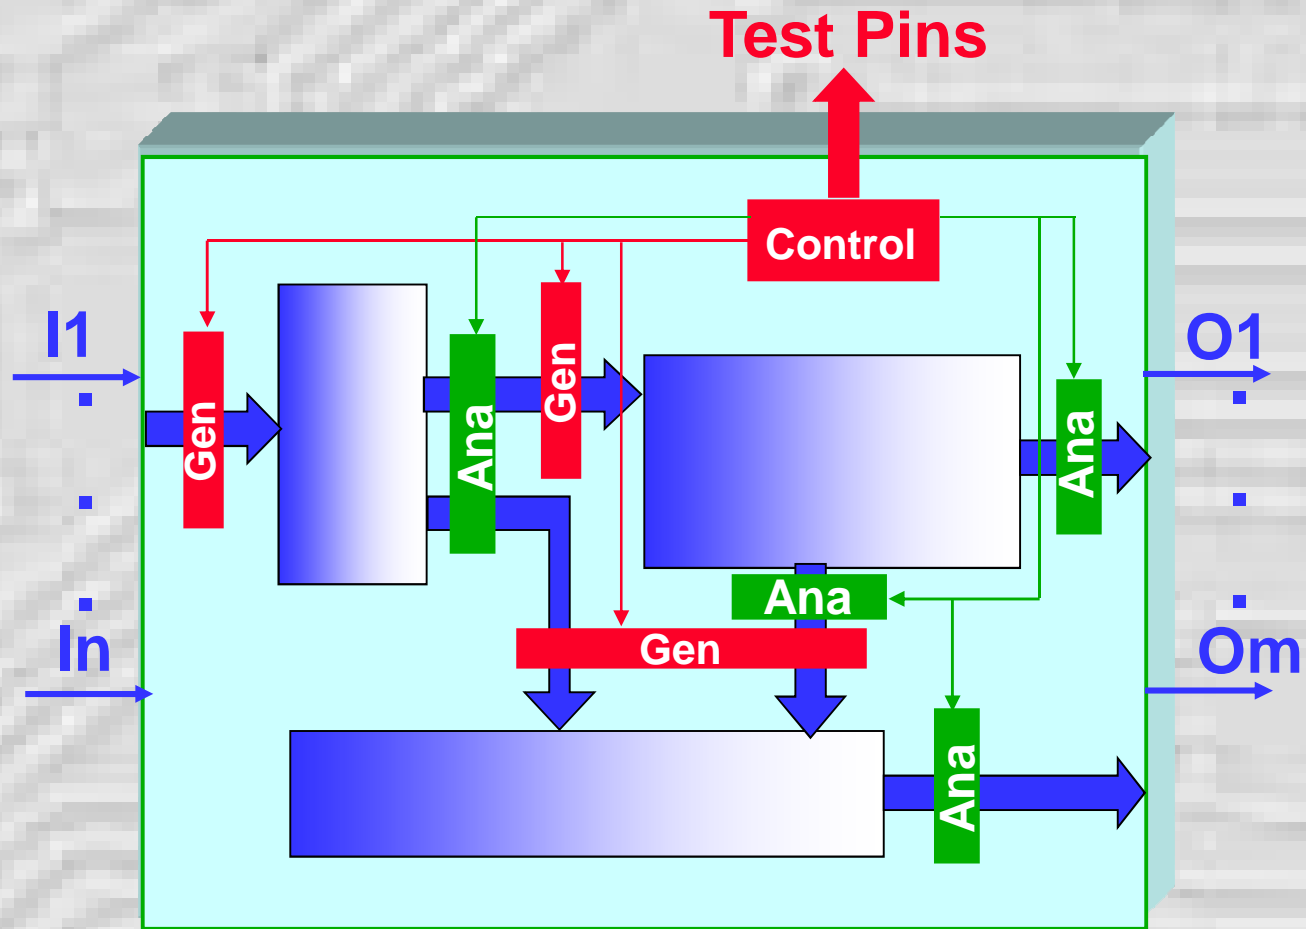 Test Pins
Control
I1
O1
Gen
Ana
Gen
Ana
Ana
Gen
In
Om
Ana